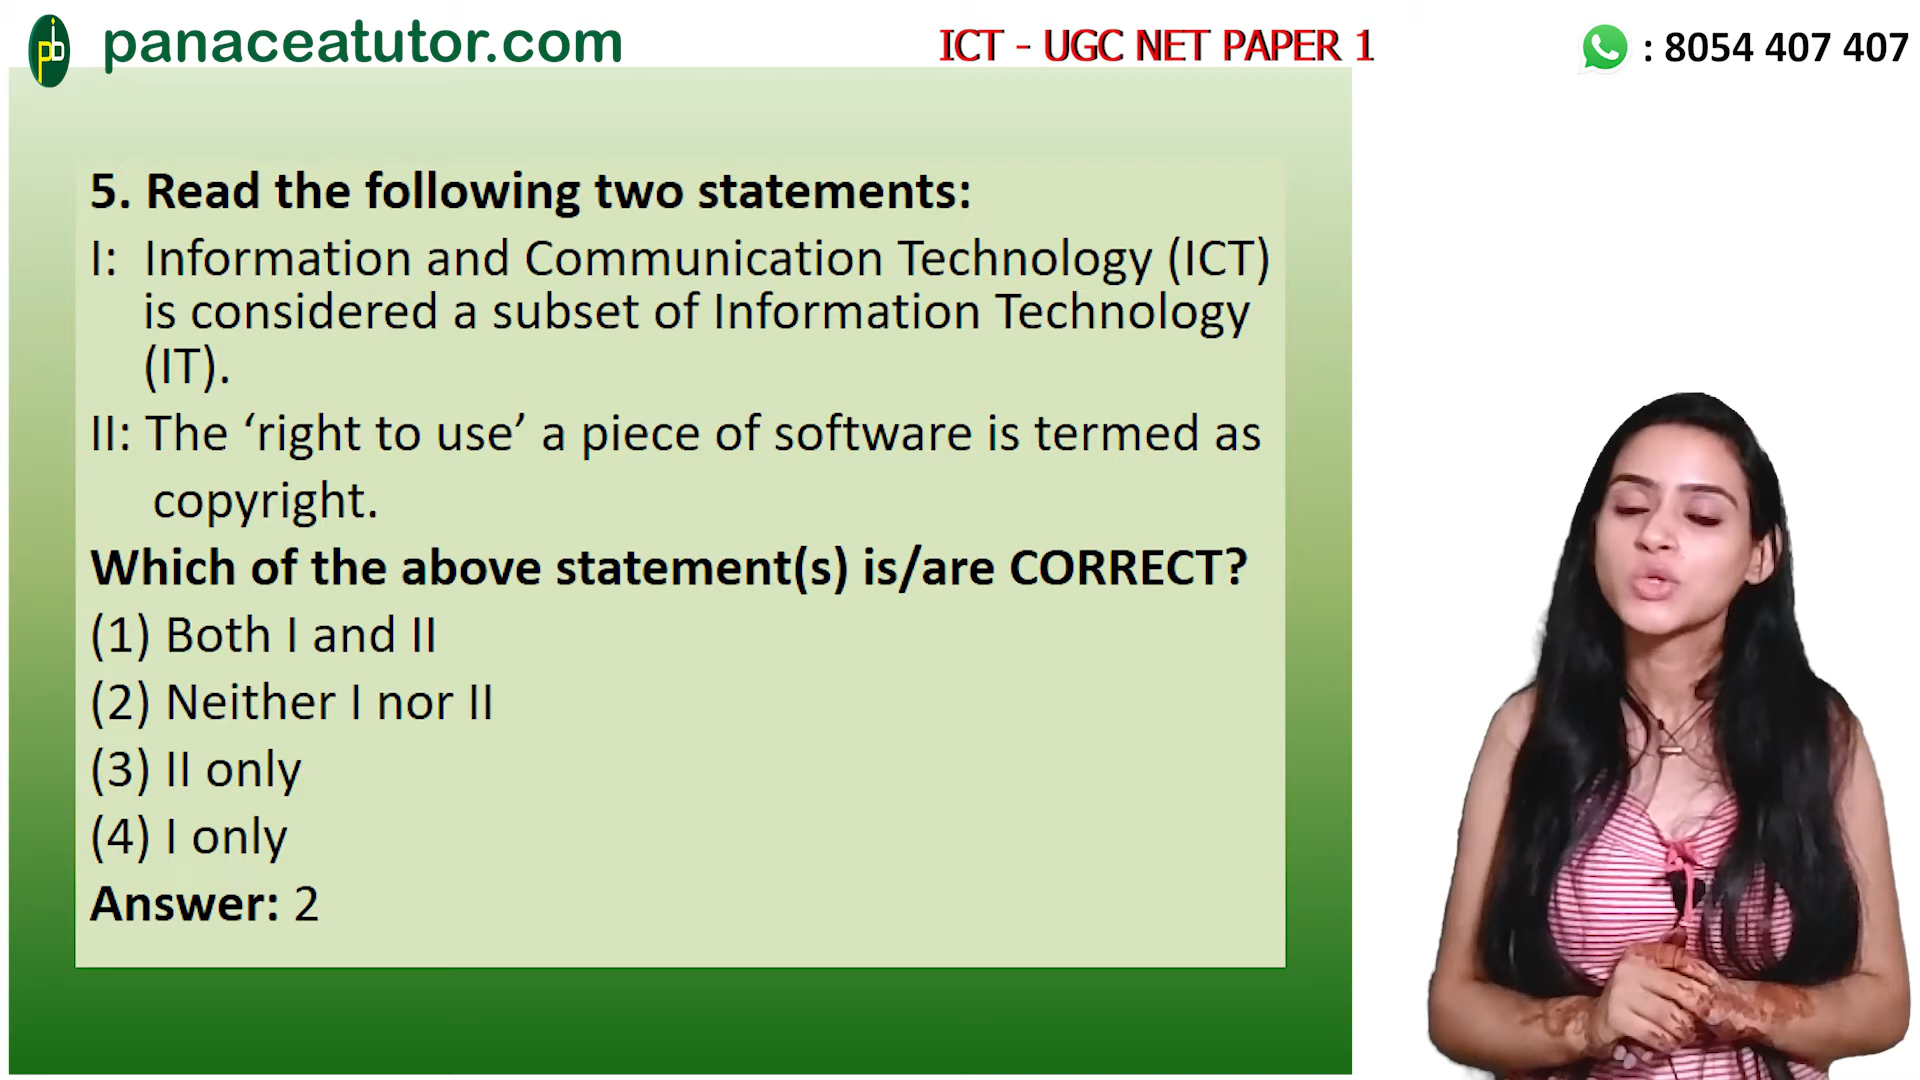 pb panaceatutor.com
ICT - UGC NET PAPER 1
: 8054 407 407
5. Read the following two statements:
I: Information and Communication Technology (ICT)
is considered a subset of Information Technology
(IT).
II: The ‘right to use’ a piece of software is termed as
copyright.
Which of the above statement(s) is/are CORRECT?
(1) Both I and II
(2) Neither I nor II
(3) II only
(4) I only
Answer: 2